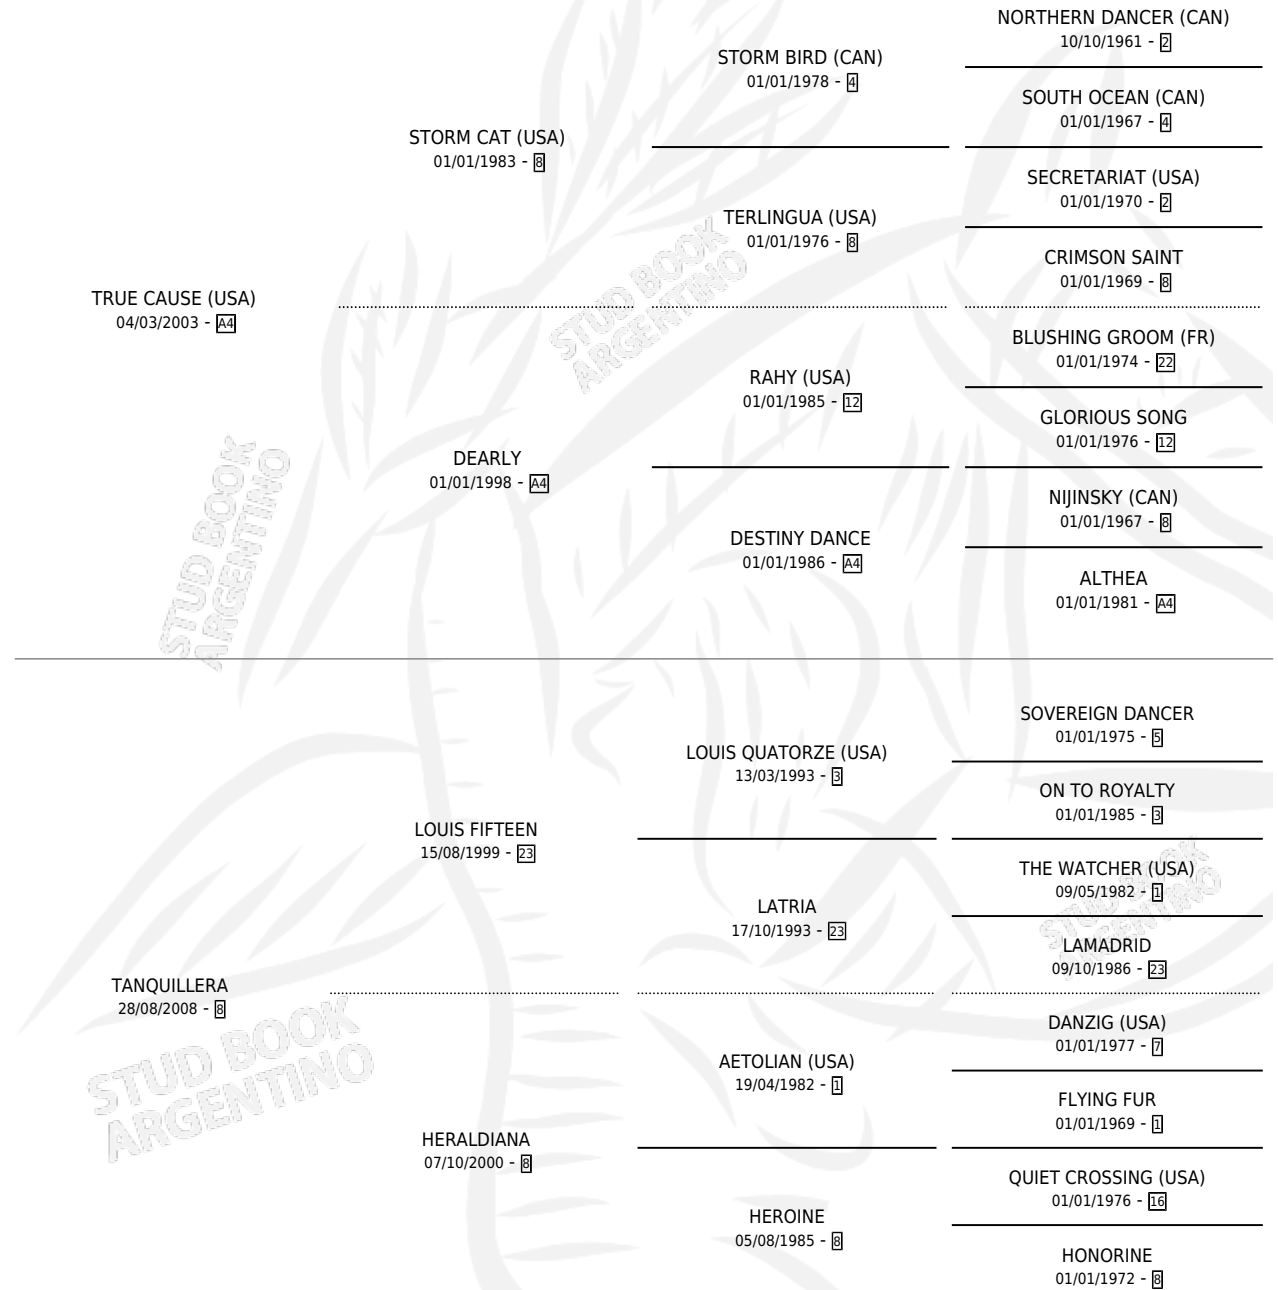 NORTHERN DANCER (CAN)
10/10/1961 - 2
STORM BIRD (CAN)
01/01/1978 - 4
SOUTH OCEAN (CAN)
01/01/1967 - 4
STORM CAT (USA)
01/01/1983 - 8
SECRETARIAT (USA)
01/01/1970 - 2
TERLINGUA (USA)
01/01/1976 - 8
CRIMSON SAINT
01/01/1969 - 8
TRUE CAUSE (USA)
04/03/2003 - A4
BLUSHING GROOM (FR)
01/01/1974 - 22
RAHY (USA)
01/01/1985 - 12
GLORIOUS SONG
01/01/1976 - 12
DEARLY
01/01/1998 - A4
NIJINSKY (CAN)
01/01/1967 - 8
DESTINY DANCE
01/01/1986 - A4
ALTHEA
01/01/1981 - A4
STUD BOOK
ARGENTINO
STUD BOOK
ARGENTINO
SOVEREIGN DANCER
01/01/1975 - 5
LOUIS QUATORZE (USA)
13/03/1993 - 3
ON TO ROYALTY
01/01/1985 - 3
LOUIS FIFTEEN
15/08/1999 - 23
THE WATCHER (USA)
09/05/1982 - 1
LATRIA
17/10/1993 - 23
LAMADRID
09/10/1986 - 23
TANQUILLERA
28/08/2008 - 8
DANZIG (USA)
01/01/1977 - 7
AETOLIAN (USA)
19/04/1982 - 1
FLYING FUR
01/01/1969 - 1
HERALDIANA
07/10/2000 - 8
QUIET CROSSING (USA)
01/01/1976 - 16
HEROINE
05/08/1985 - 8
HONORINE
01/01/1972 - 8
STUD BOOK
ARGENTINO
STUD BOOK
ARGENTINO